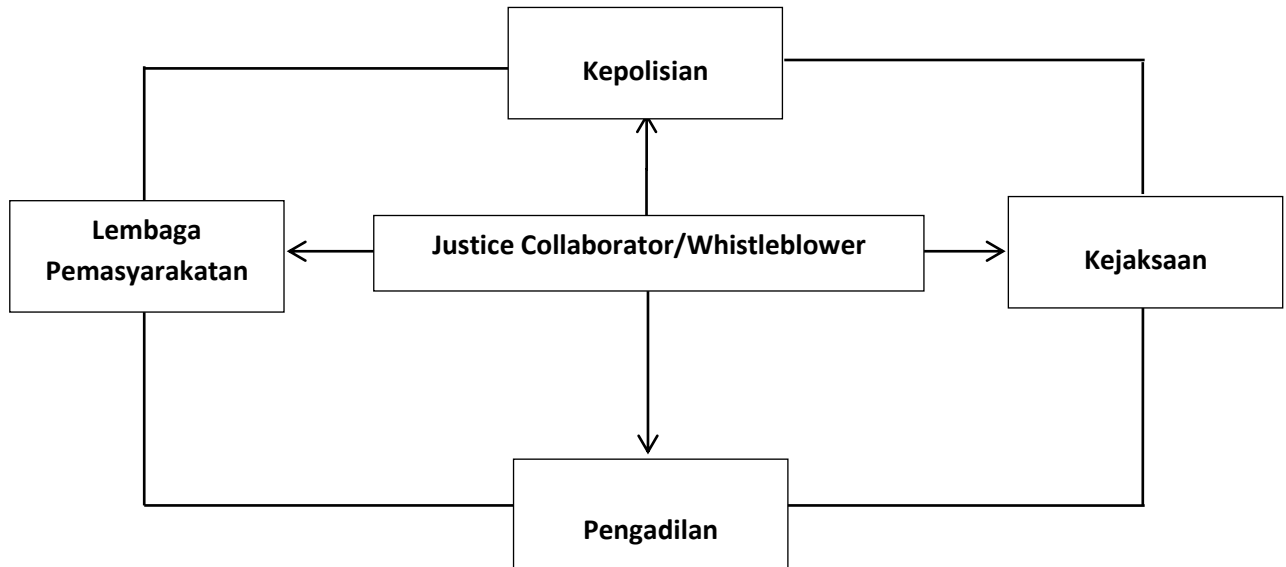 Kepolisian
Lembaga
Pemasyarakatan
Justice Collaborator/Whistleblower
Kejaksaan
Pengadilan